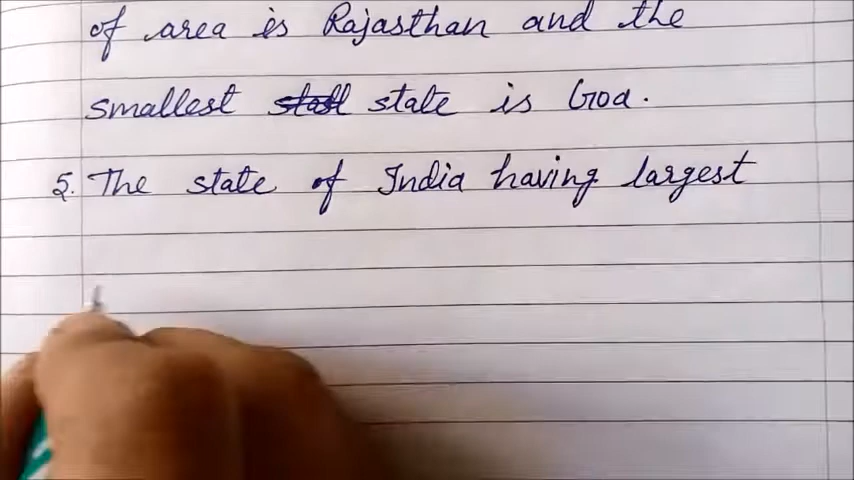 of area is Rajasthan and the
smallest state is Goa.
5. The state of India having largest